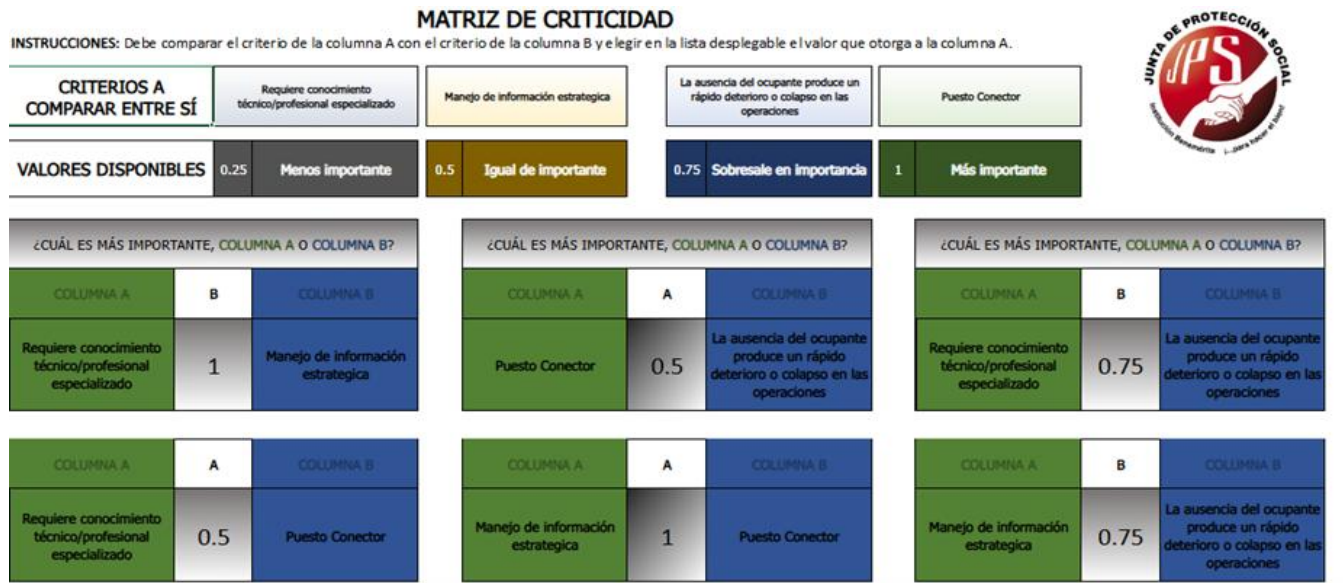 MATRIZ DE CRITICIDAD
INSTRUCCIONES: Debe comparar el criterio de la columna A con el criterio de la columna B y elegir en la lista desplegable el valor que otorga a la columna A.
CRITERIOS A
COMPARAR ENTRE SÍ
Requiere conocimiento
técnico/profesional especializado
Manejo de información estrategica
La ausencia del ocupante produce un
rápido deterioro o colapso en las
operaciones
Puesto Conector
JUNTA DE PROTECCIÓN SOCIAL
JPS
Institución Benemérita ¡...para hacer el bien!
VALORES DISPONIBLES
0.25 Menos importante
0.5 Igual de importante
0.75 Sobresale en importancia
1 Más importante
¿CUÁL ES MÁS IMPORTANTE, COLUMNA A O COLUMNA B?
COLUMNA A B COLUMNA B
Requiere conocimiento
técnico/profesional
especializado
1
Manejo de información
estrategica
¿CUÁL ES MÁS IMPORTANTE, COLUMNA A O COLUMNA B?
COLUMNA A A COLUMNA B
Puesto Conector
0.5
La ausencia del ocupante
produce un rápido
deterioro o colapso en las
operaciones
¿CUÁL ES MÁS IMPORTANTE, COLUMNA A O COLUMNA B?
COLUMNA A B COLUMNA B
Requiere conocimiento
técnico/profesional
especializado
0.75
La ausencia del ocupante
produce un rápido
deterioro o colapso en las
operaciones
COLUMNA A A COLUMNA B
Requiere conocimiento
técnico/profesional
especializado
0.5
Puesto Conector
COLUMNA A A COLUMNA B
Manejo de información
estrategica
1
Puesto Conector
COLUMNA A B COLUMNA B
Manejo de información
estrategica
0.75
La ausencia del ocupante
produce un rápido
deterioro o colapso en las
operaciones